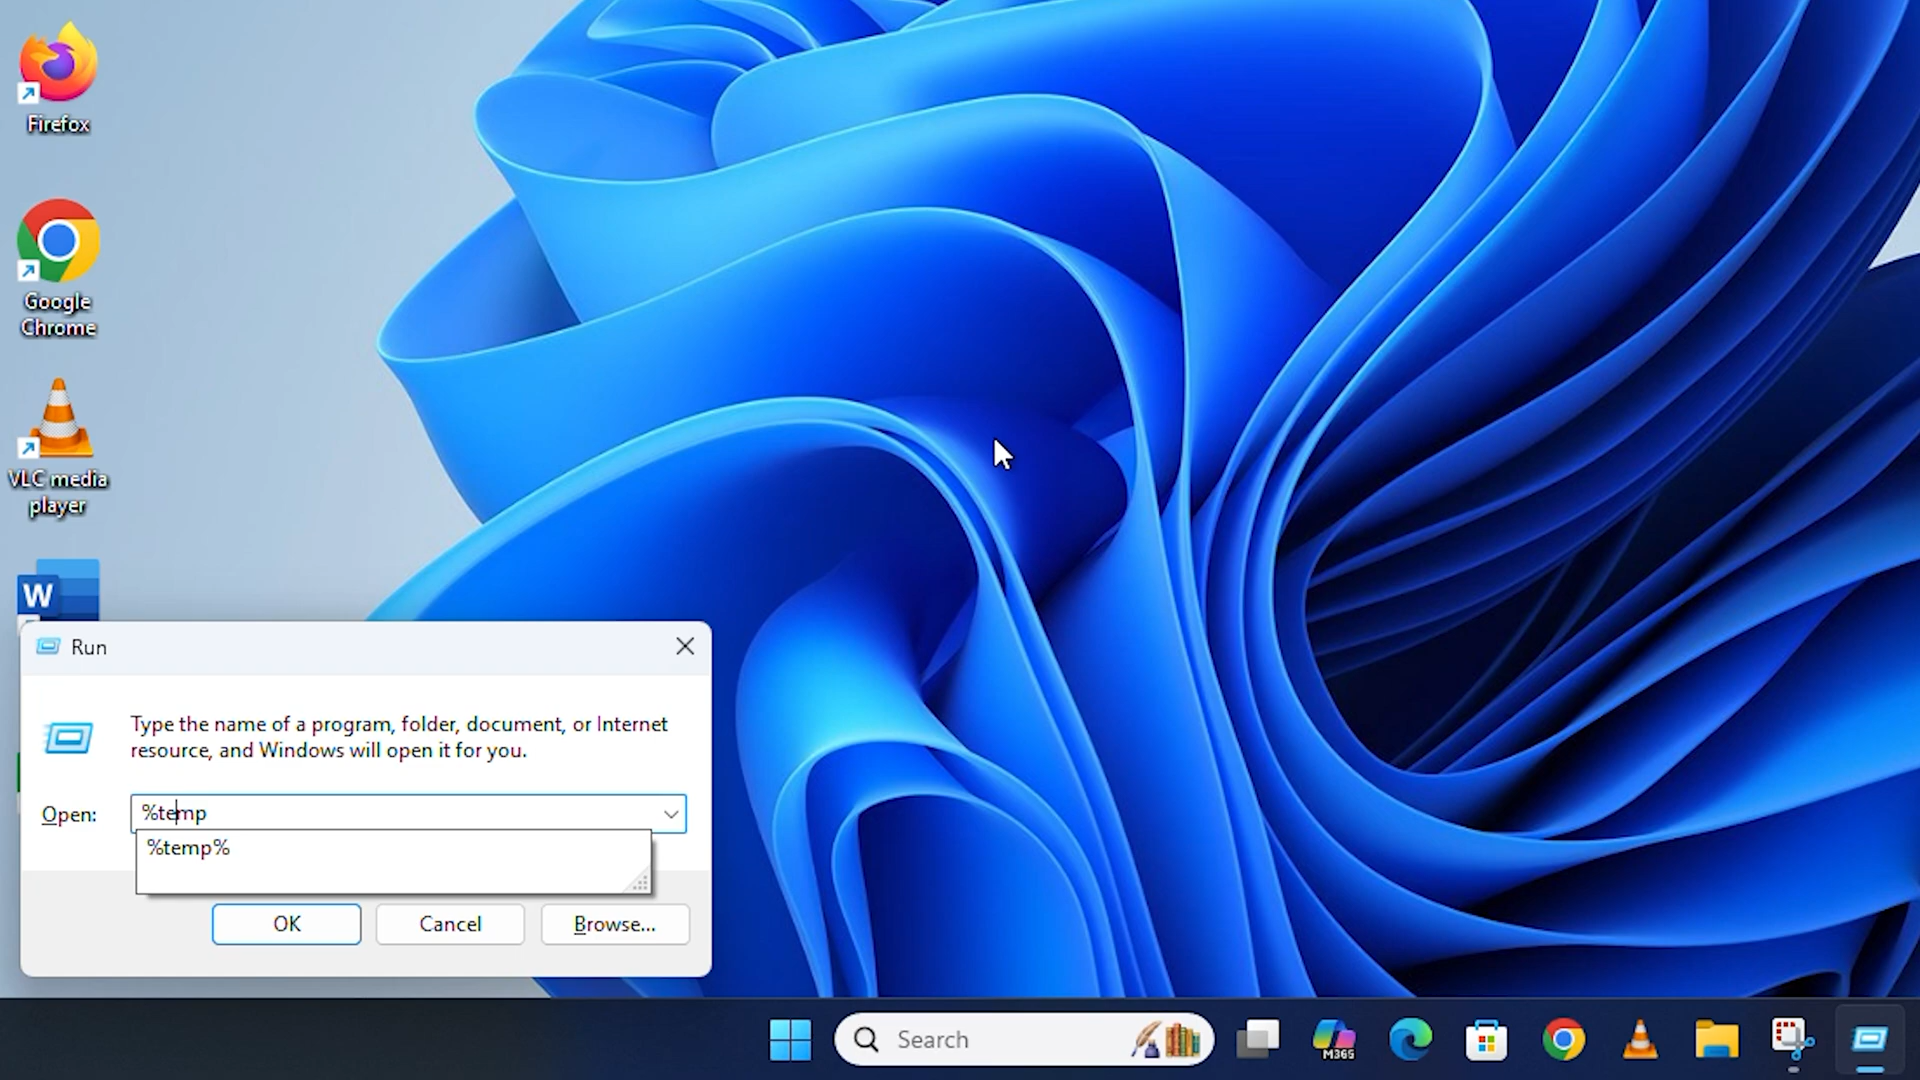 Firefox
Google
Chrome
VLC media
player
W
Run
Type the name of a program, folder, document, or Internet
resource, and Windows will open it for you.
Open:
%temp
%temp%
OK
Cancel
Browse...
Search
M365